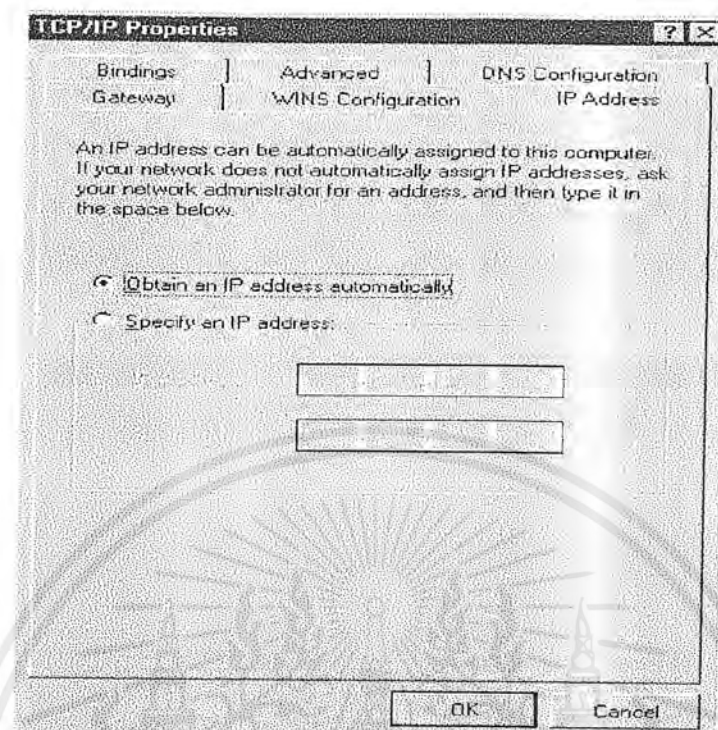 TCP/IP Properties
Bindings Advanced DNS Configuration
Gateway WINS Configuration IP Address
An IP address can be automatically assigned to this computer.
If your network does not automatically assign IP addresses, ask
your network administrator for an address, and then type it in
the space below.
Obtain an IP address automatically
Specify an IP address:
OK Cancel